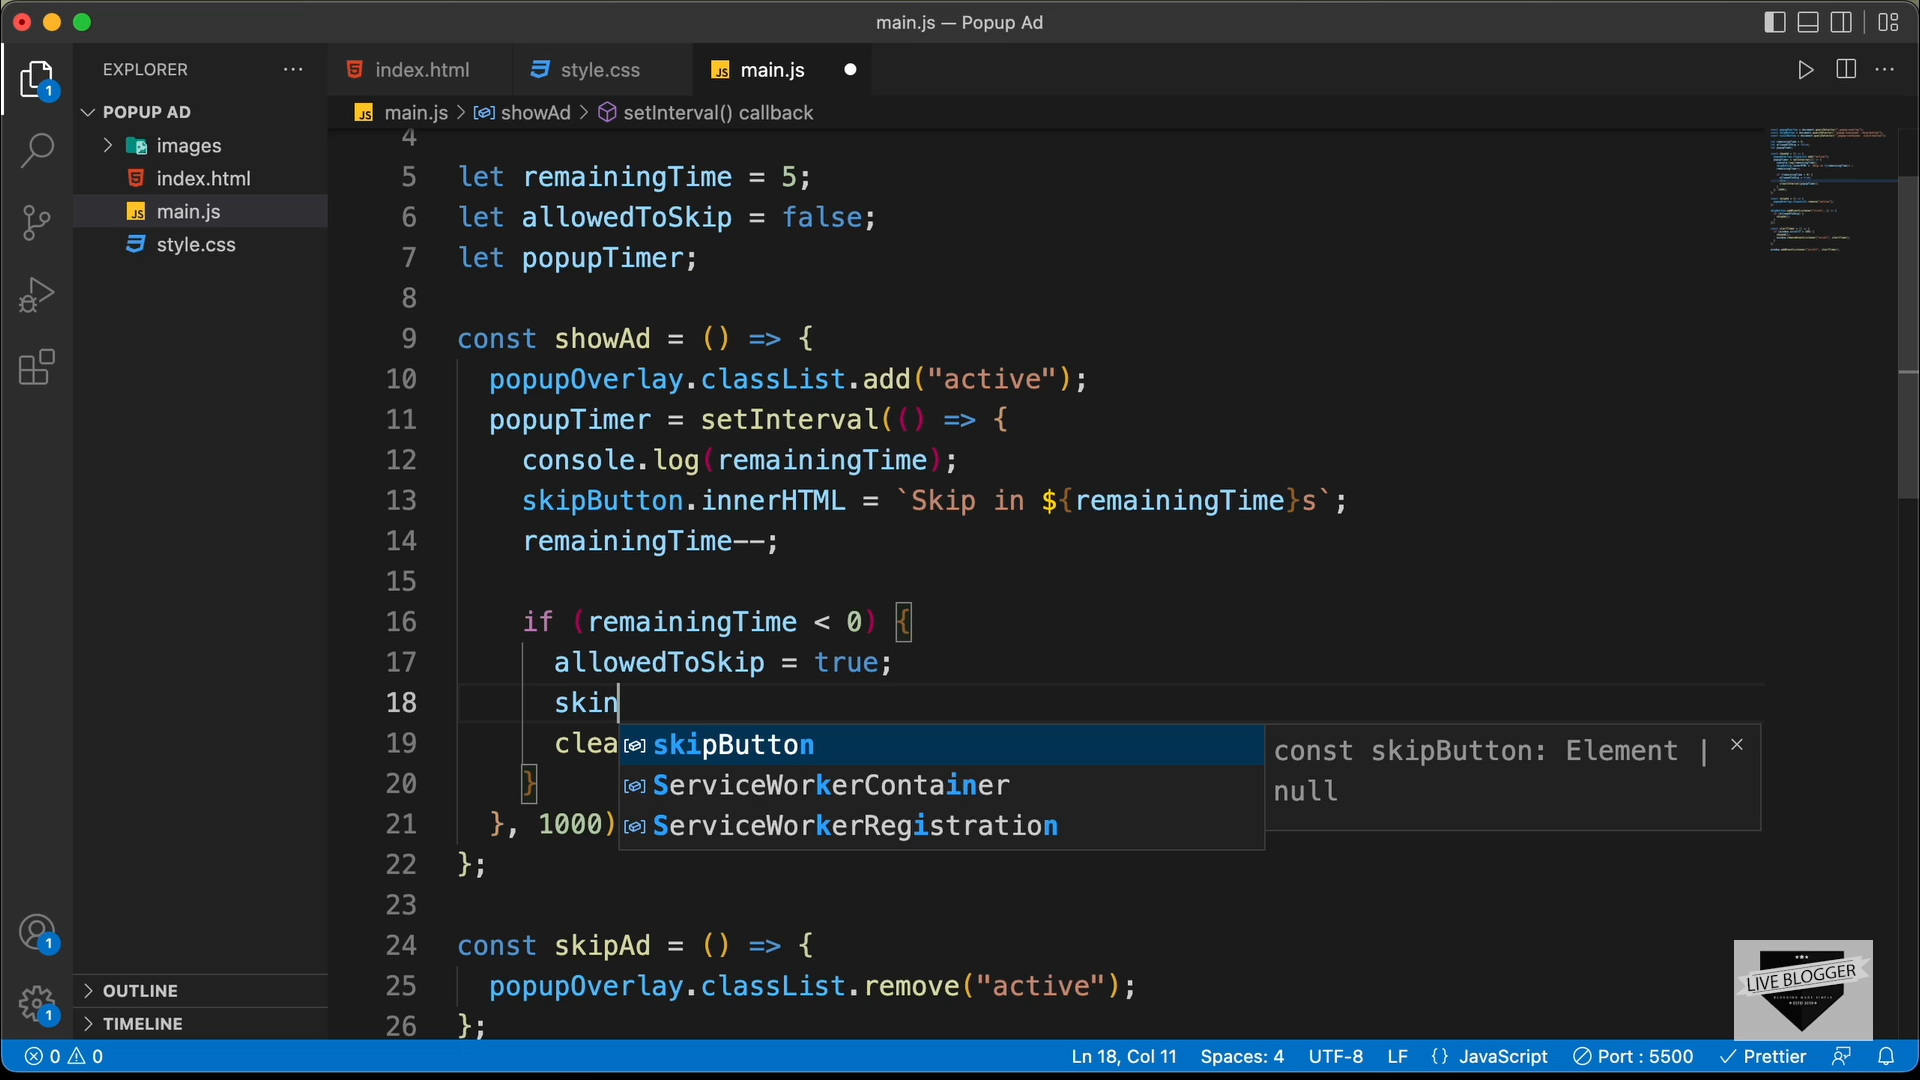 main.js — Popup Ad
EXPLORER
index.html
style.css
main.js
POPUP AD
main.js > showAd > setInterval() callback
images
index.html
main.js
style.css
4
5 let remainingTime = 5;
6 let allowedToSkip = false;
7 let popupTimer;
8
9 const showAd = () => {
10 popupOverlay.classList.add("active");
11 popupTimer = setInterval(() => {
12 console.log(remainingTime);
13 skipButton.innerHTML = `Skip in ${remainingTime}s`;
14 remainingTime--;
15
16 if (remainingTime < 0) {
17 allowedToSkip = true;
18 skin
19 clea
20 }
21 }, 1000)
22 };
23
24 const skipAd = () => {
25 popupOverlay.classList.remove("active");
26 };
skipButton
ServiceWorkerContainer
ServiceWorkerRegistration
const skipButton: Element |
null
1
1
1
OUTLINE
TIMELINE
LIVE BLOGGER
0 0
Ln 18, Col 11
Spaces: 4
UTF-8
LF
{} JavaScript
Port : 5500
Prettier